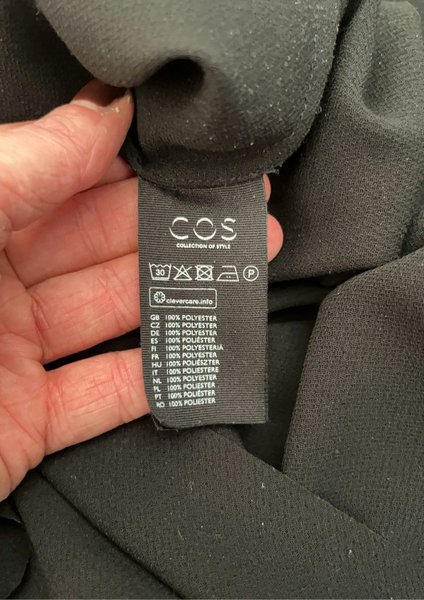 COS
COLLECTION OF STYLE
30 P
clevercare.info
GB 100% POLYESTER
CZ 100% POLYESTER
DE 100% POLYESTER
ES 100% POLIÉSTER
FI 100% POLYESTERIÄ
FR 100% POLYESTER
HU 100% POLIÉSZTER
IT 100% POLIESTERE
NL 100% POLYESTER
PL 100% POLIESTER
PT 100% POLIÉSTER
RO 100% POLIESTER